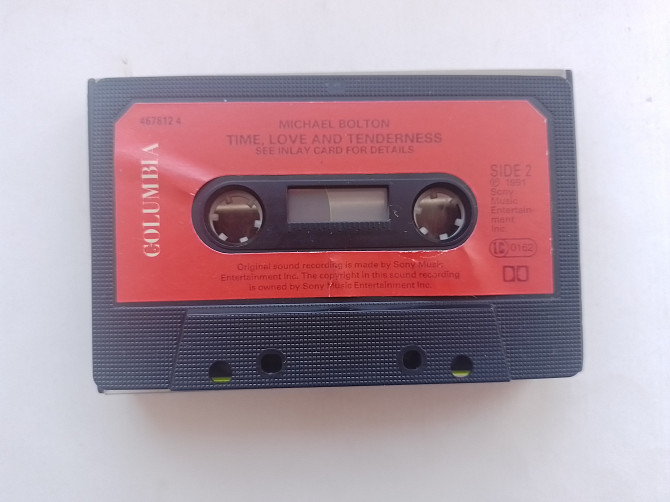 467812 4
MICHAEL BOLTON
TIME, LOVE AND TENDERNESS
SEE INLAY CARD FOR DETAILS.
COLUMBIA
SIDE 2
℗ 1991
Sony
Music
Entertain-
ment
Inc.
LC 0162
Original sound recording is made by Sony Music
Entertainment Inc. The copyright in this sound recording
is owned by Sony Music Entertainment Inc.